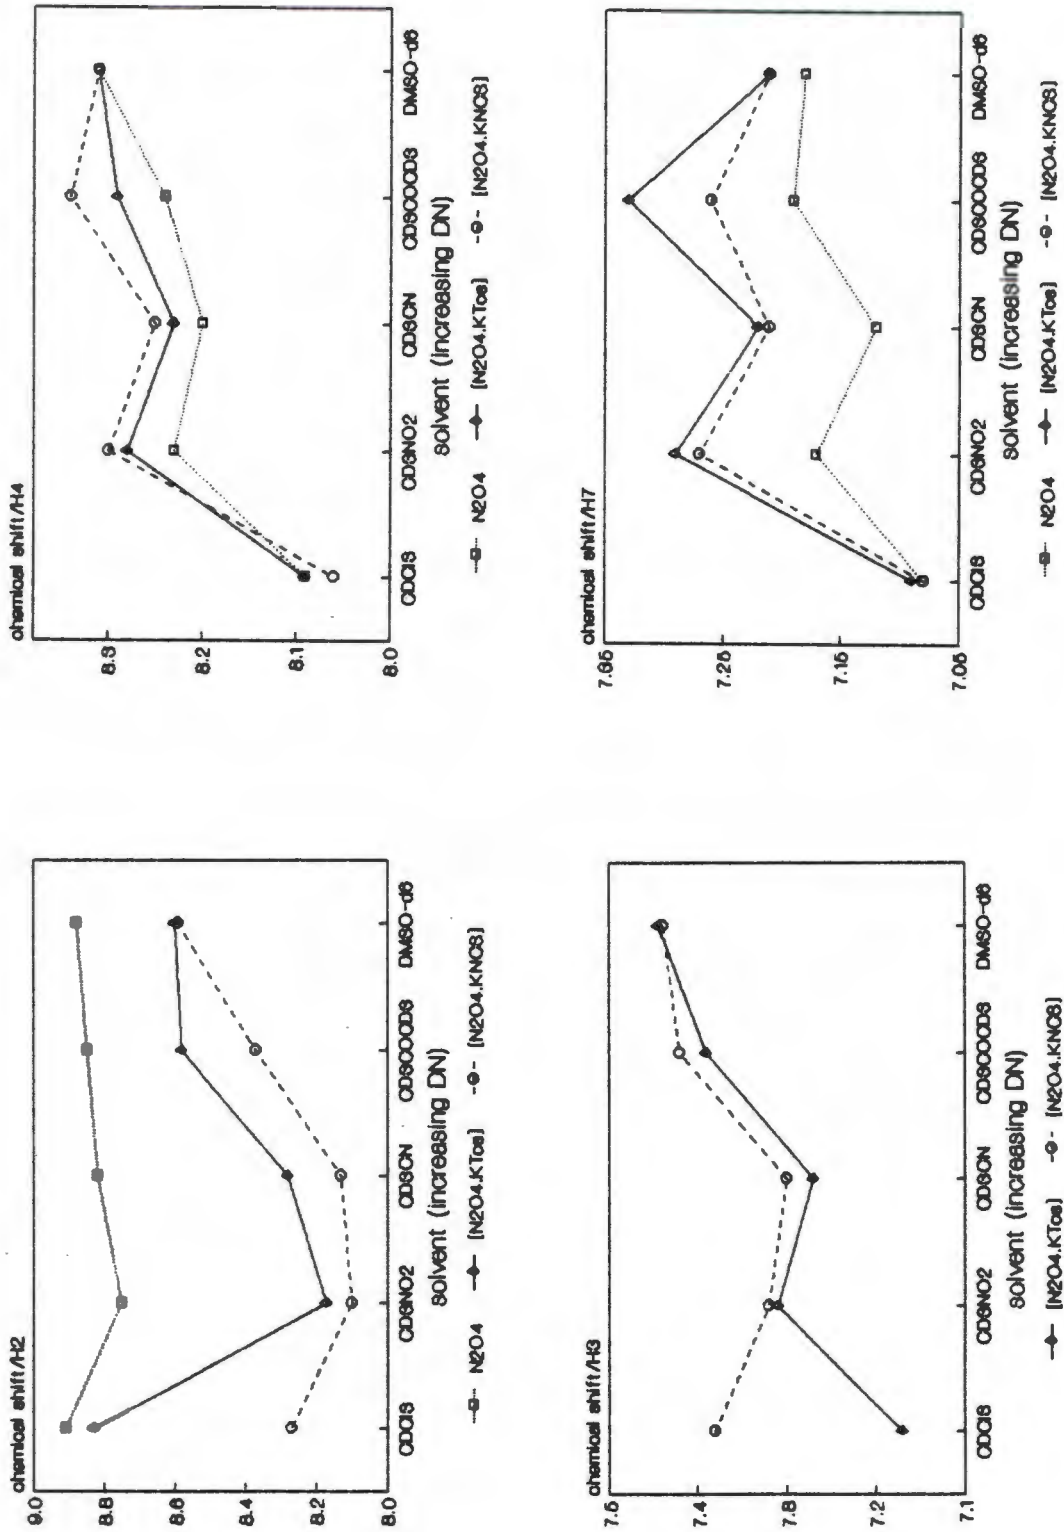 chemical shift/H2
9.0
8.8
8.6
8.4
8.2
8.0
CDCl3 CD3NO2 CD3CN CD3COCD3 DMSO-d6
solvent (increasing DN)
N2O4 [N2O4.KTos] [N2O4.KNCS]
chemical shift/H4
8.3
8.2
8.1
8.0
CDCl3 CD3NO2 CD3CN CD3COCD3 DMSO-d6
solvent (increasing DN)
N2O4 [N2O4.KTos] [N2O4.KNCS]
chemical shift/H3
7.5
7.4
7.3
7.2
7.1
CDCl3 CD3NO2 CD3CN CD3COCD3 DMSO-d6
solvent (increasing DN)
[N2O4.KTos] [N2O4.KNCS]
chemical shift/H7
7.35
7.25
7.15
7.05
CDCl3 CD3NO2 CD3CN CD3COCD3 DMSO-d6
solvent (increasing DN)
N2O4 [N2O4.KTos] [N2O4.KNCS]